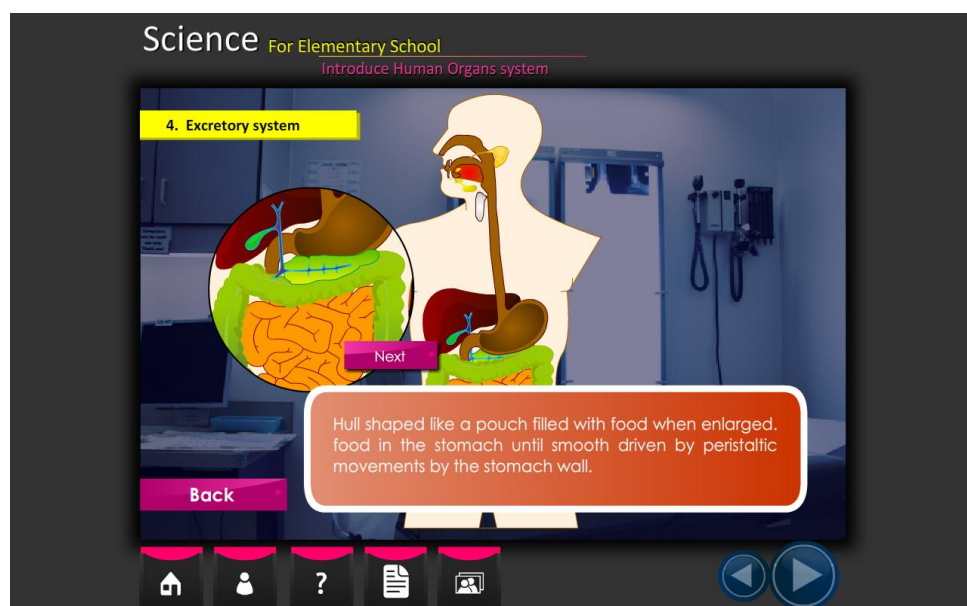 Science For Elementary School
Introduce Human Organs system
4. Excretory system
Next
Hull shaped like a pouch filled with food when enlarged.
food in the stomach until smooth driven by peristaltic
movements by the stomach wall.
Back
?